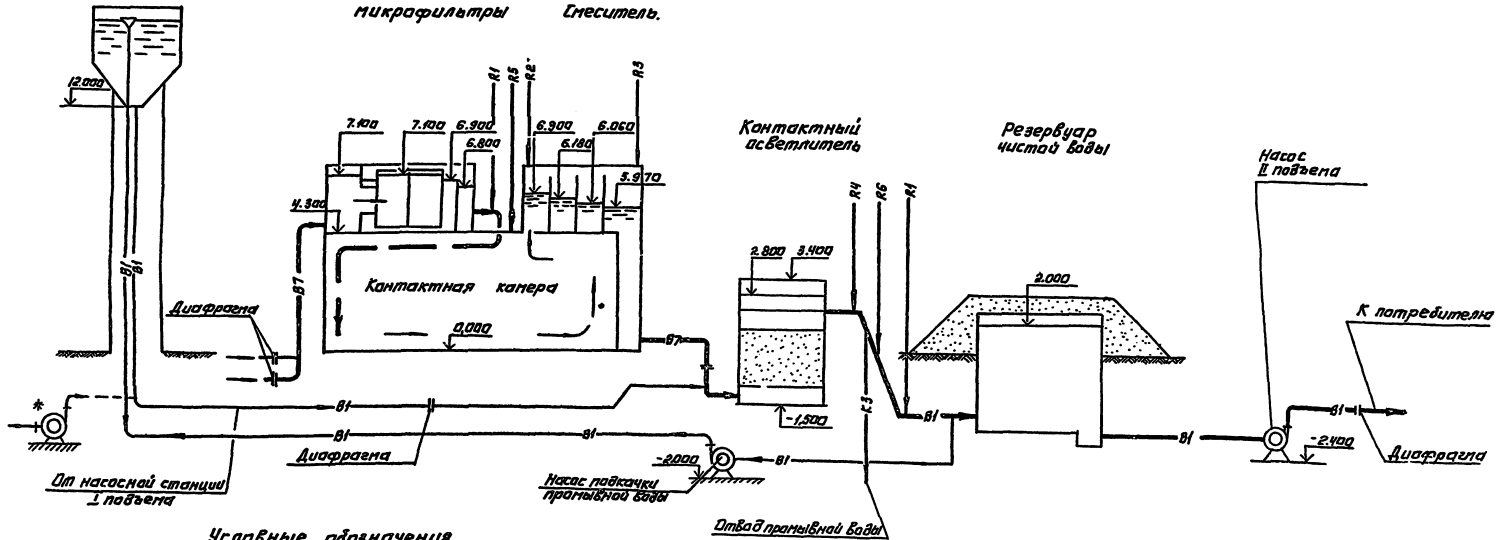 микрофильтры
Смеситель.
12.000
R1
R5
R2
R3
7.100
7.100
6.900
6.800
6.900
6.180
6.060
5.970
4.300
Контактный
осветлитель
Резервуар
чистой воды
Насос
II подъема
R4
R6
R1
2.800
3.400
2.000
В1
В1
В7
Контактная камера
0,000
Диафрагма
К потребителю
В7
К3
-1,500
*
В1
В1
В1
В1
-2.400
Диафрагма
В1
В1
В1
Диафрагма
-2.000
От насосной станции
I подъема
Насос подкачки
промывной воды
Отвод промывной воды
Условные обозначения